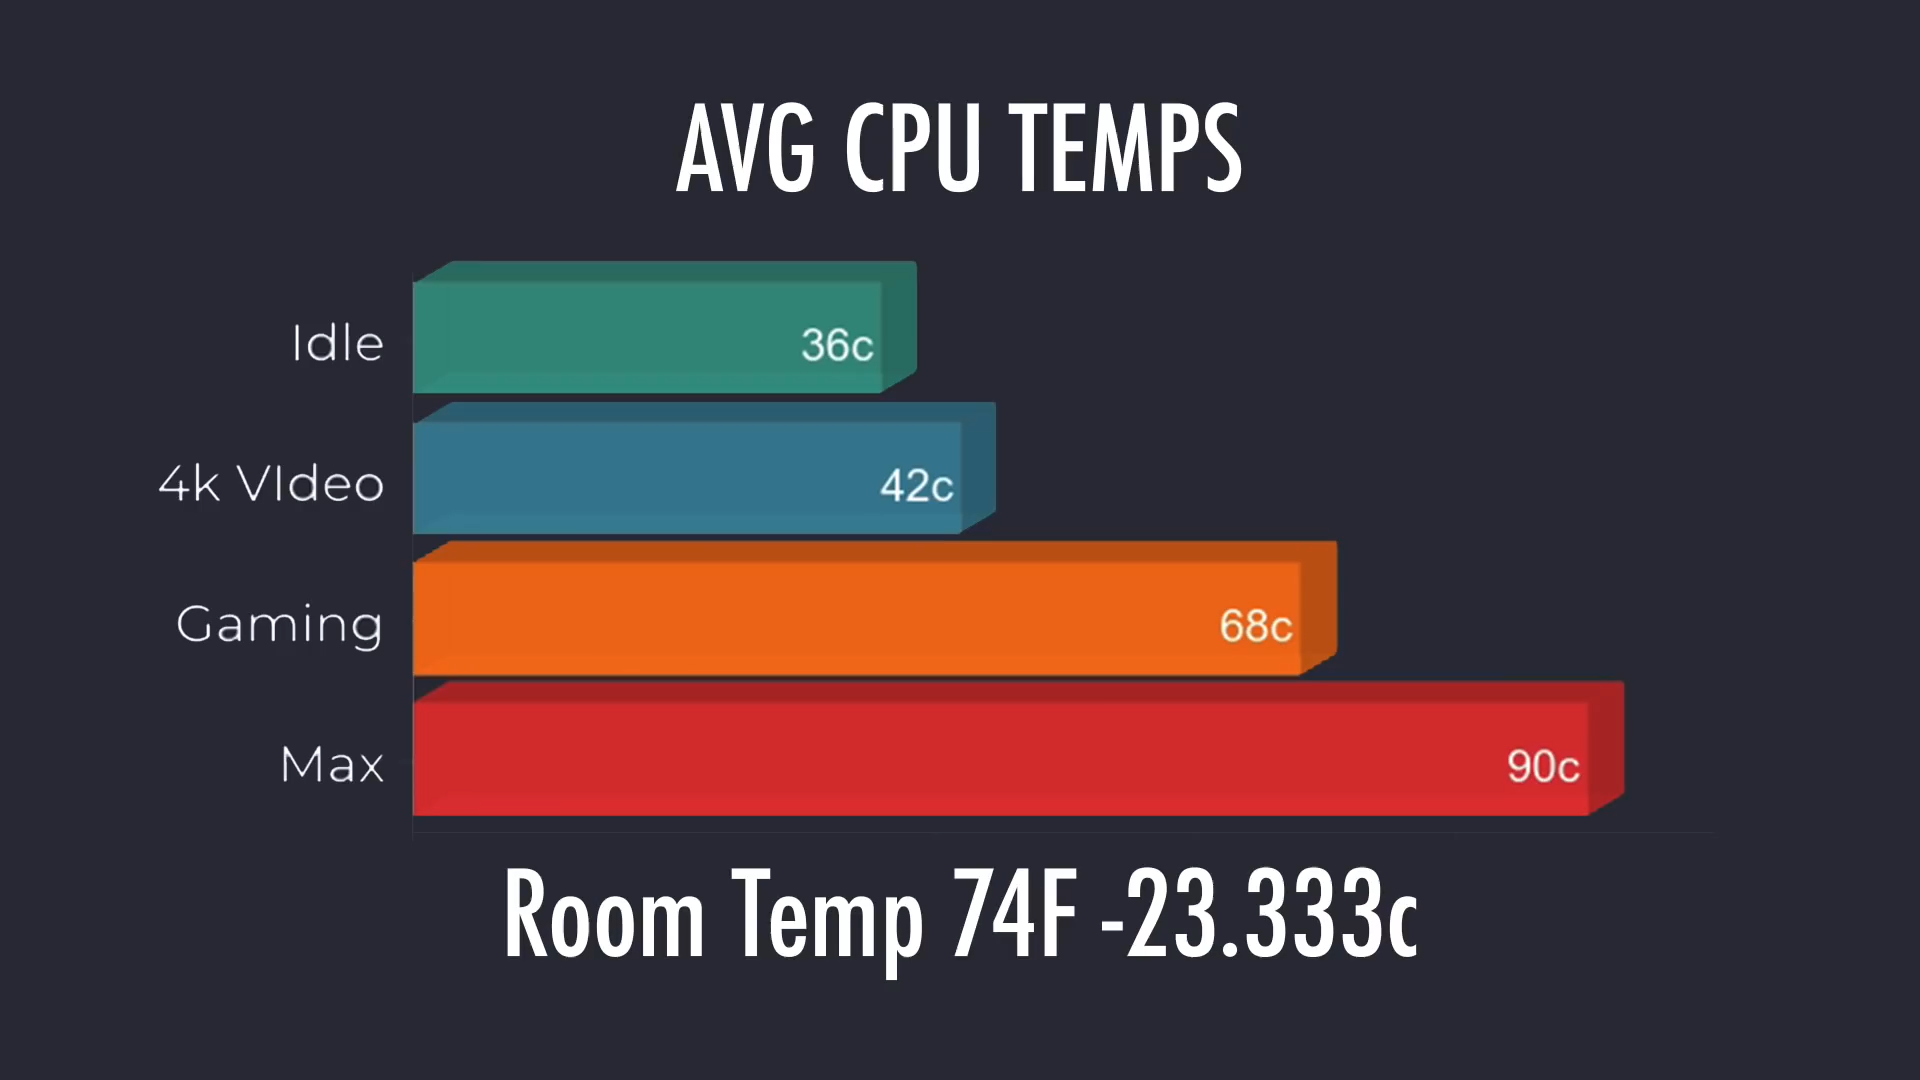 AVG CPU TEMPS
Idle 36c
4k VIdeo 42c
Gaming 68c
Max 90c
Room Temp 74F -23.333c